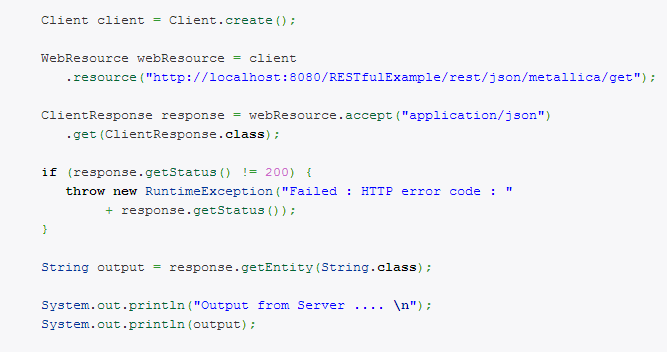 Client client = Client.create();
WebResource webResource = client
.resource("http://localhost:8080/RESTfulExample/rest/json/metallica/get");
ClientResponse response = webResource.accept("application/json")
.get(ClientResponse.class);
if (response.getStatus() != 200) {
throw new RuntimeException("Failed : HTTP error code : "
+ response.getStatus());
}
String output = response.getEntity(String.class);
System.out.println("Output from Server .... \n");
System.out.println(output);